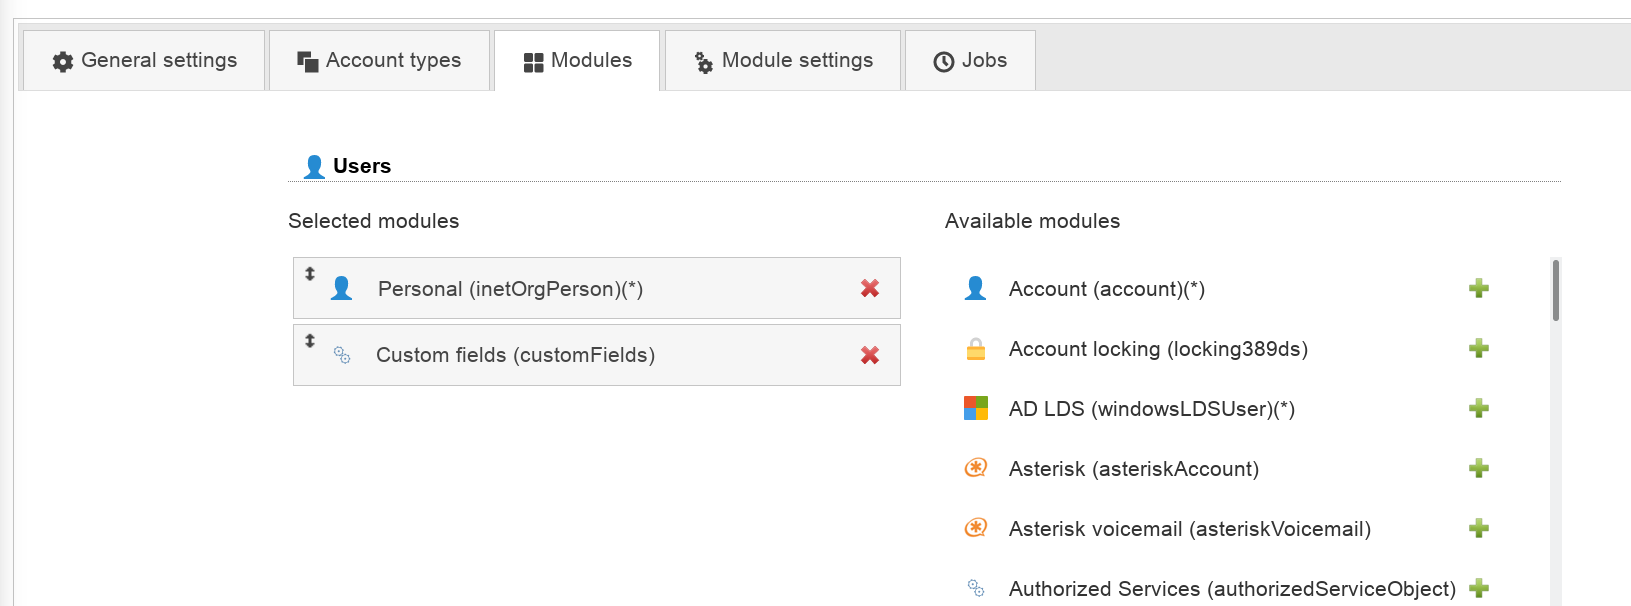 General settings
Account types
Modules
Module settings
Jobs
Users
Selected modules
Personal (inetOrgPerson)(*)
Custom fields (customFields)
Available modules
Account (account)(*)
Account locking (locking389ds)
AD LDS (windowsLDSUser)(*)
Asterisk (asteriskAccount)
Asterisk voicemail (asteriskVoicemail)
Authorized Services (authorizedServiceObject)